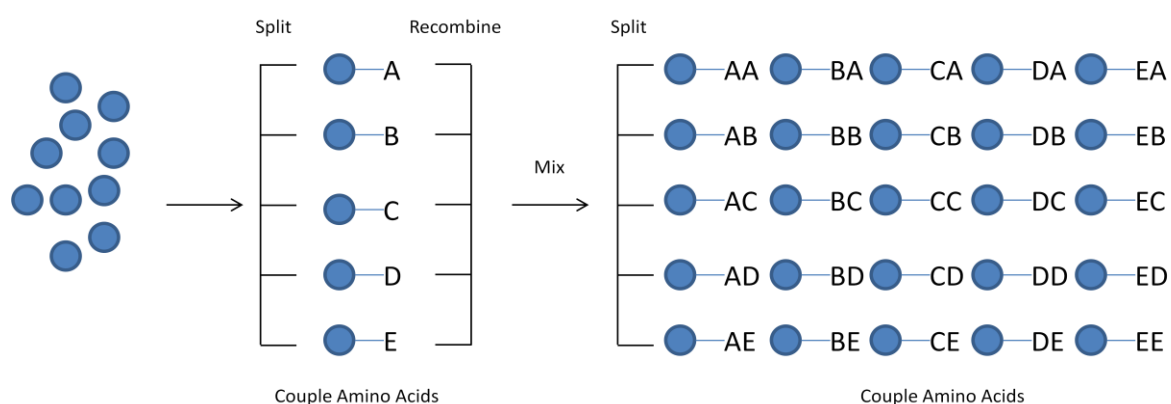 Split Recombine Split
A AA BA CA DA EA
B AB BB CB DB EB
Mix
C AC BC CC DC EC
D AD BD CD DD ED
E AE BE CE DE EE
Couple Amino Acids Couple Amino Acids